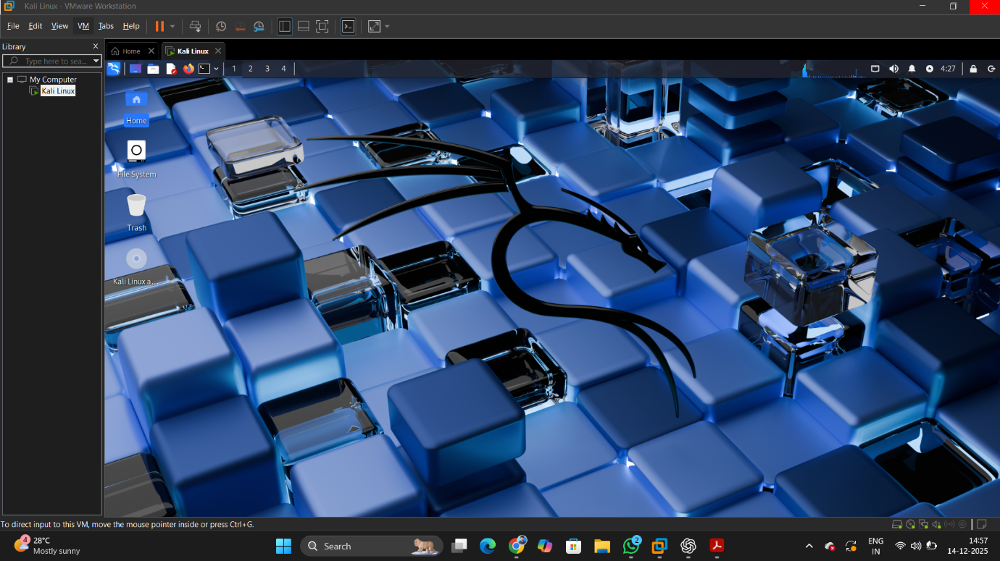 Kali Linux - VMware Workstation
File Edit View VM Tabs Help
Library
Type here to sea...
My Computer
Kali Linux
Home
Kali Linux
1 2 3 4
4:27
Home
File System
Trash
Kali Linux a...
To direct input to this VM, move the mouse pointer inside or press Ctrl+G.
4
28°C
Mostly sunny
Search
2
ENG
IN
14:57
14-12-2025